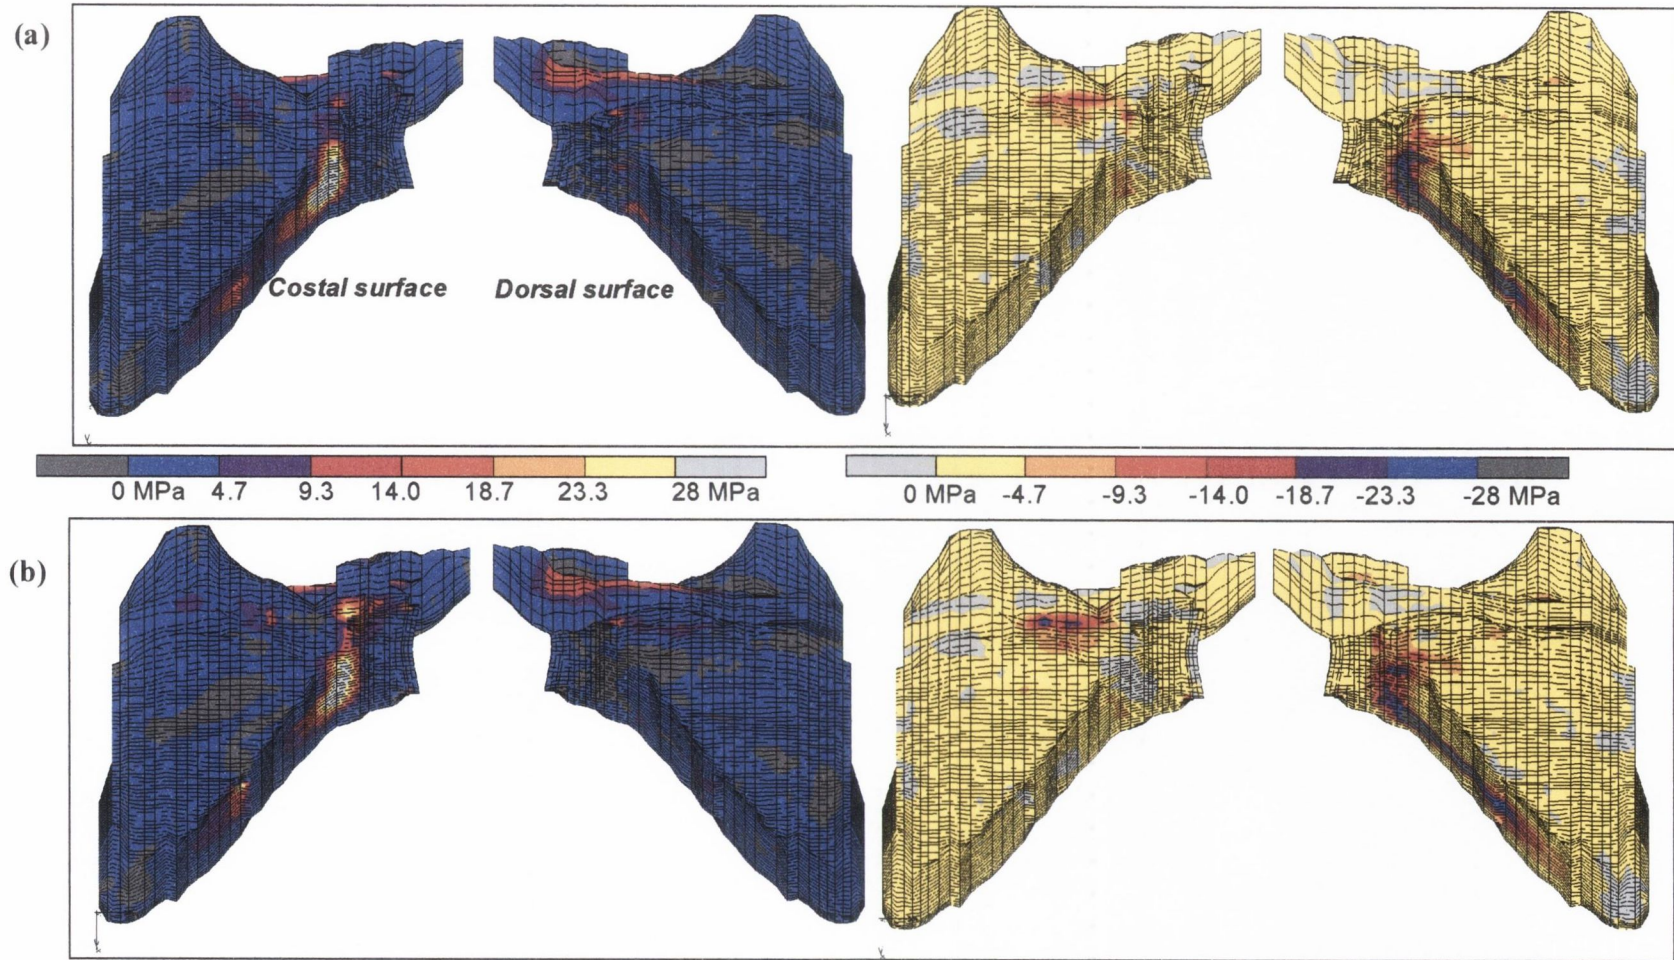 (a)
Costal surface Dorsal surface
0 MPa 4.7 9.3 14.0 18.7 23.3 28 MPa 0 MPa -4.7 -9.3 -14.0 -18.7 -23.3 -28 MPa
(b)